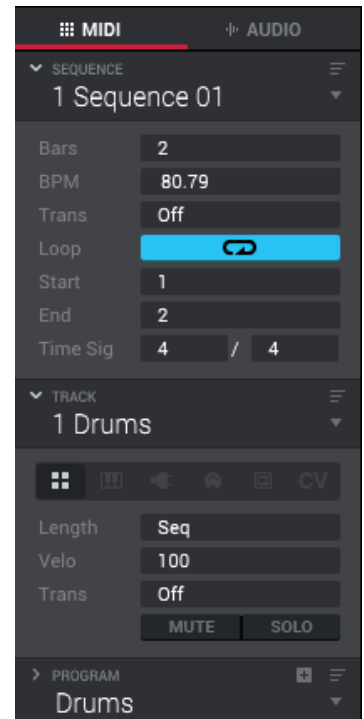 MIDI AUDIO
SEQUENCE
1 Sequence 01
Bars 2
BPM 80.79
Trans Off
Loop
Start 1
End 2
Time Sig 4 / 4
TRACK
1 Drums
CV
Length Seq
Velo 100
Trans Off
MUTE SOLO
PROGRAM
Drums